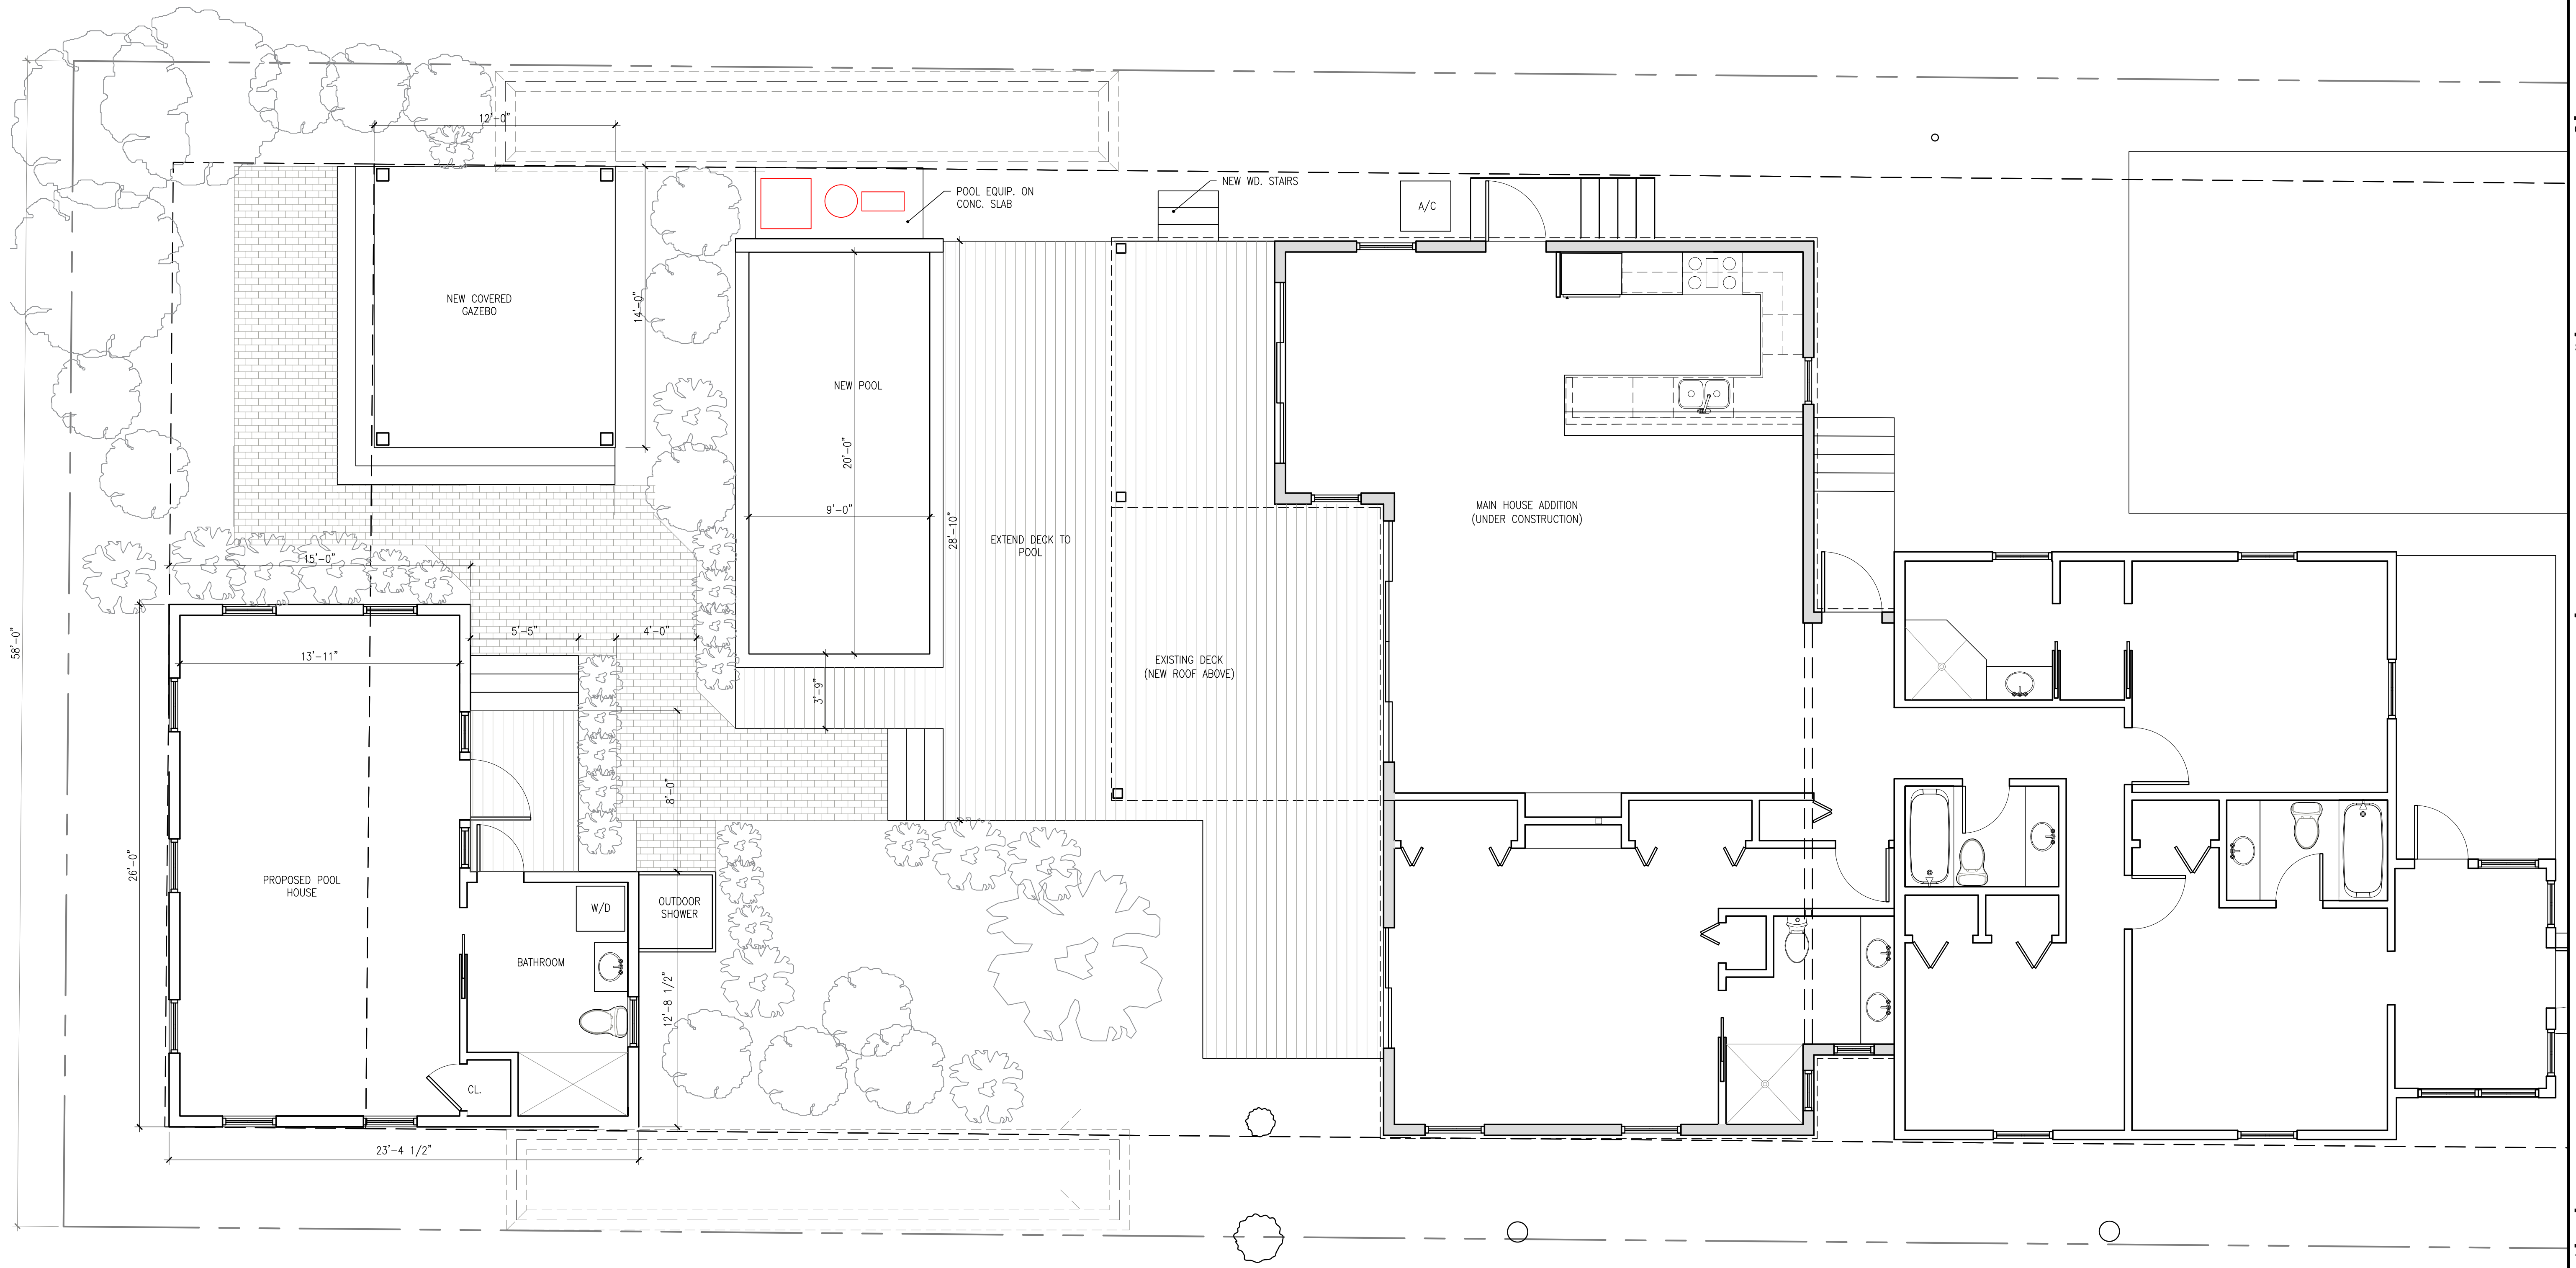 12'-0"
NEW WD. STAIRS
POOL EQUIP. ON
CONC. SLAB
A/C
NEW COVERED
GAZEBO
14'-0"
NEW POOL
20'-0"
9'-0"
28'-10"
MAIN HOUSE ADDITION
(UNDER CONSTRUCTION)
EXTEND DECK TO
POOL
15'-0"
58'-0"
5'-5"
4'-0"
13'-11"
EXISTING DECK
(NEW ROOF ABOVE)
3'-9"
8'-0"
26'-0"
PROPOSED POOL
HOUSE
W/D
OUTDOOR
SHOWER
BATHROOM
12'-8 1/2"
CL.
23'-4 1/2"